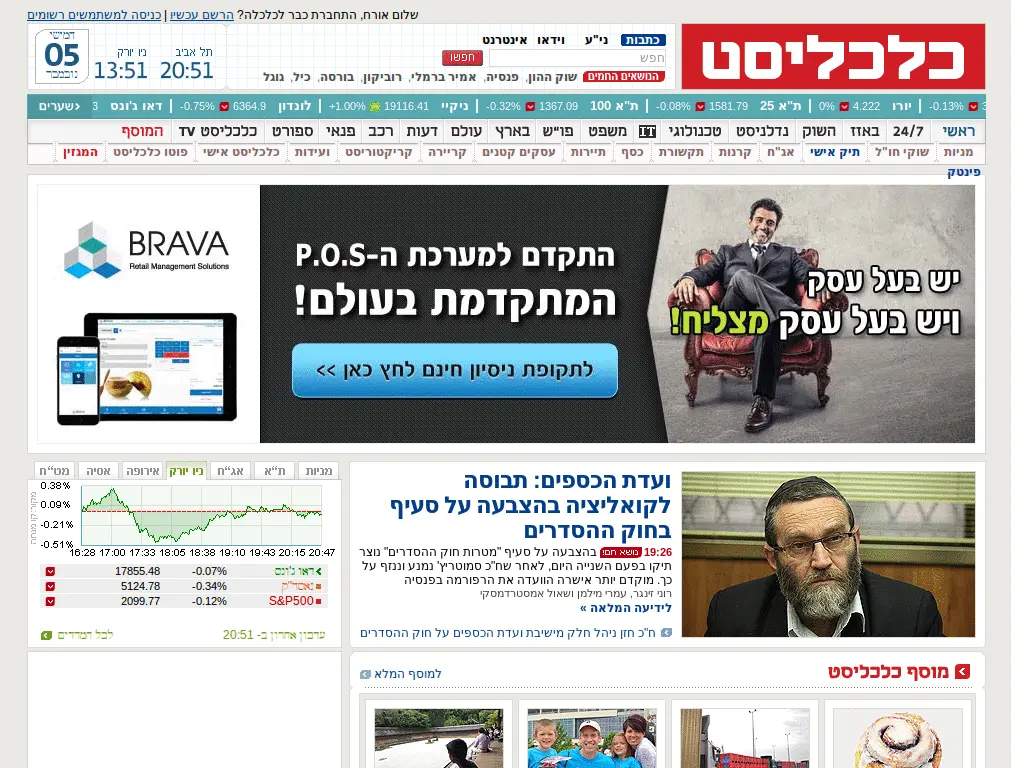 שלום אורח, התחברת כבר לכלכלה? הרשם עכשיו | כניסה למשתמשים רשומים
כלכליסט
כתבות ני"ע וידאו אינטרנט
חפש
חפשו
הנושאים החמים שוק ההון, פנסיה, אמיר ברמלי, רוביקון, בורסה, כיל, גוגל
תל אביב
20:51
ניו יורק
13:51
חמישי
05
נובמבר
-0.13% | יורו 4.222 0% | ת"א 25 1581.79 -0.08% | ת"א 100 1367.09 -0.32% | ניקיי 19116.41 +1.00% | לונדון 6364.9 -0.75% | דאו ג'ונס 3
שערים
ראשי 24/7 באזז השוק נדלניסט טכנולוגי IT משפט פו״ש בארץ עולם דעות רכב פנאי ספורט כלכליסט TV המוסף
מניות שוקי חו"ל תיק אישי אג"ח קרנות תקשורת כסף תיירות עסקים קטנים קריירה קריקטוריסט ועידות כלכליסט אישי פוטו כלכליסט המגזין
פינטק
יש בעל עסק
ויש בעל עסק מצליח!
התקדם למערכת ה-P.O.S
המתקדמת בעולם!
לתקופת ניסיון חינם לחץ כאן >>
BRAVA
Retail Management Solutions
ועדת הכספים: תבוסה
לקואליציה בהצבעה על סעיף
בחוק ההסדרים
19:26 נושא חם! בהצבעה על סעיף "מטרות חוק ההסדרים" נוצר
תיקו בפעם השנייה היום, לאחר שח"כ סמוטריץ' נמנע וננזף על
כך. מוקדם יותר אישרה הוועדה את הרפורמה בפנסיה
רוני זינגר, עמרי מילמן ושאול אמסטרדמסקי
לידיעה המלאה »
ח"כ חזן ניהל חלק מישיבת ועדת הכספים על חוק ההסדרים
מניות ת"א אג"ח ניו יורק אירופה אסיה מט"ח
0.38%
0.09%
-0.21%
-0.51%
16:28 17:00 17:33 18:05 18:38 19:10 19:43 20:15 20:47
דאו ג'ונס -0.07% 17855.48
נאסד"ק -0.34% 5124.78
S&P500 -0.12% 2099.77
עדכון אחרון ב- 20:51
לכל המדדים
מוסף כלכליסט
למוסף המלא